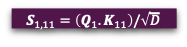 S₁,₁₁ = (Q₁. K₁₁)/√D